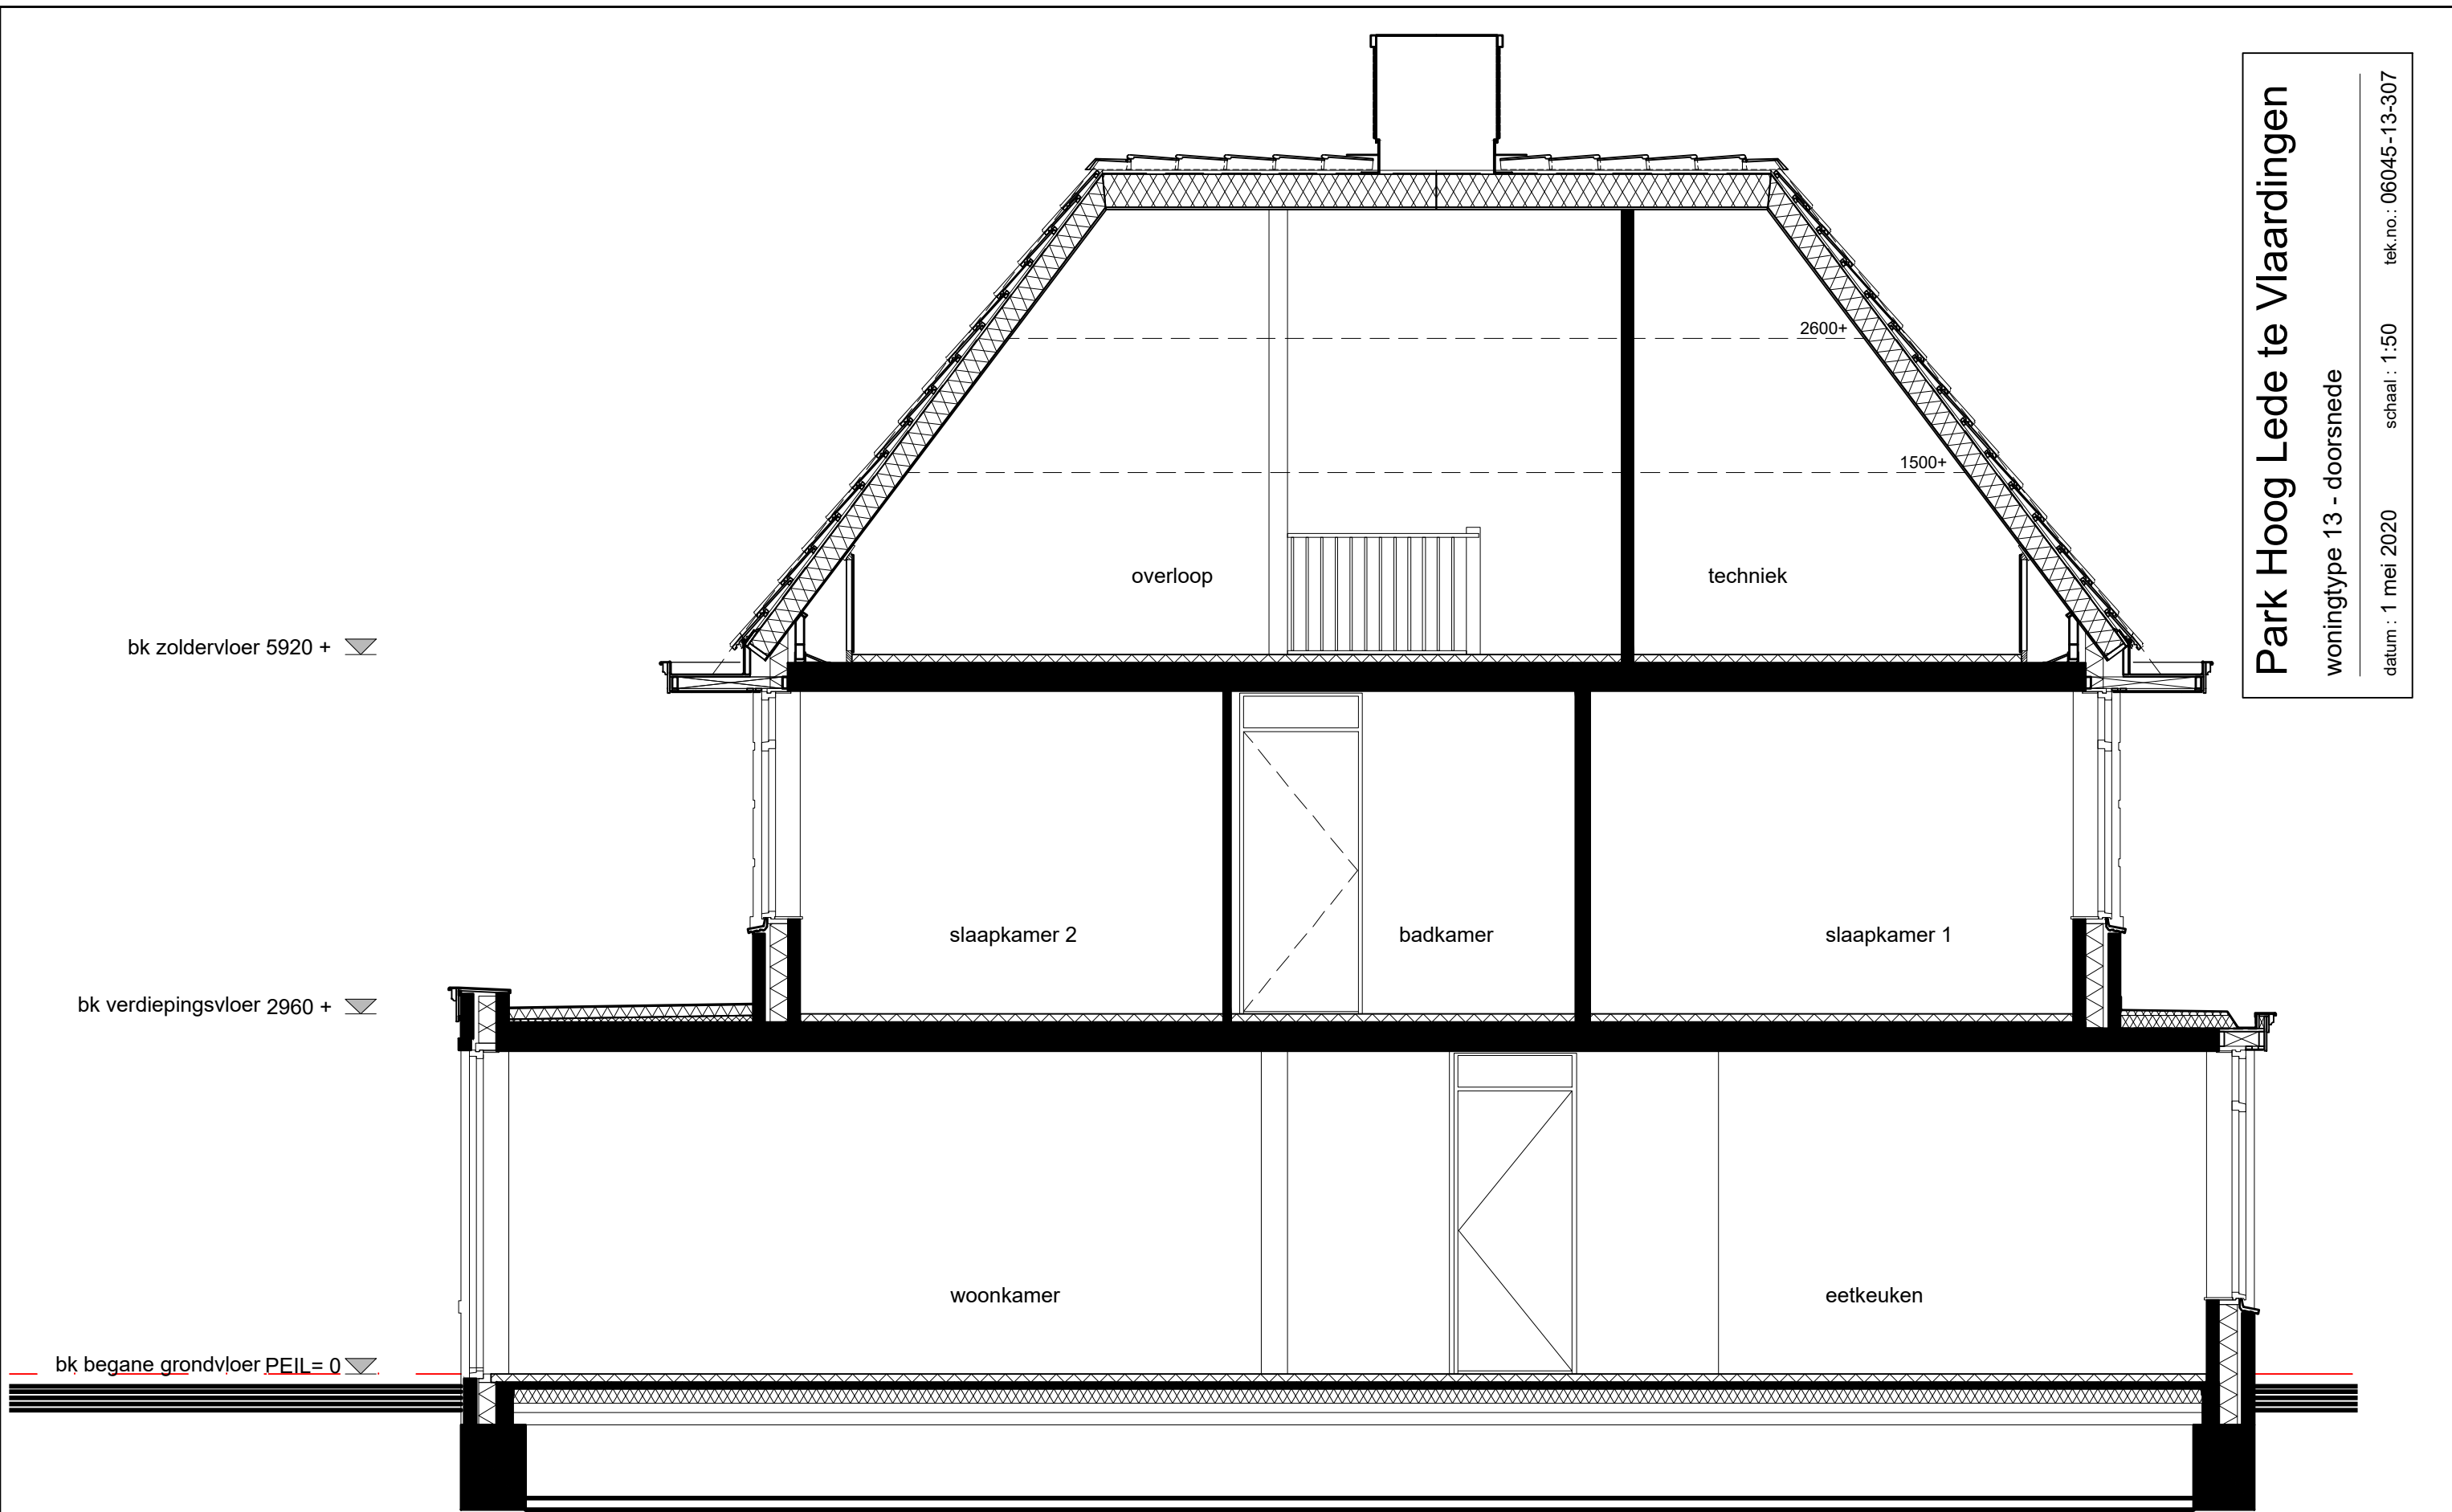 Park Hoog Lede te Vlaardingen
woningtype 13 - doorsnede
datum : 1 mei 2020 schaal : 1:50 tek.no.: 06045-13-307
2600+
1500+
overloop techniek
bk zoldervloer 5920 +
slaapkamer 2 badkamer slaapkamer 1
bk verdiepingsvloer 2960 +
woonkamer eetkeuken
bk begane grondvloer PEIL= 0